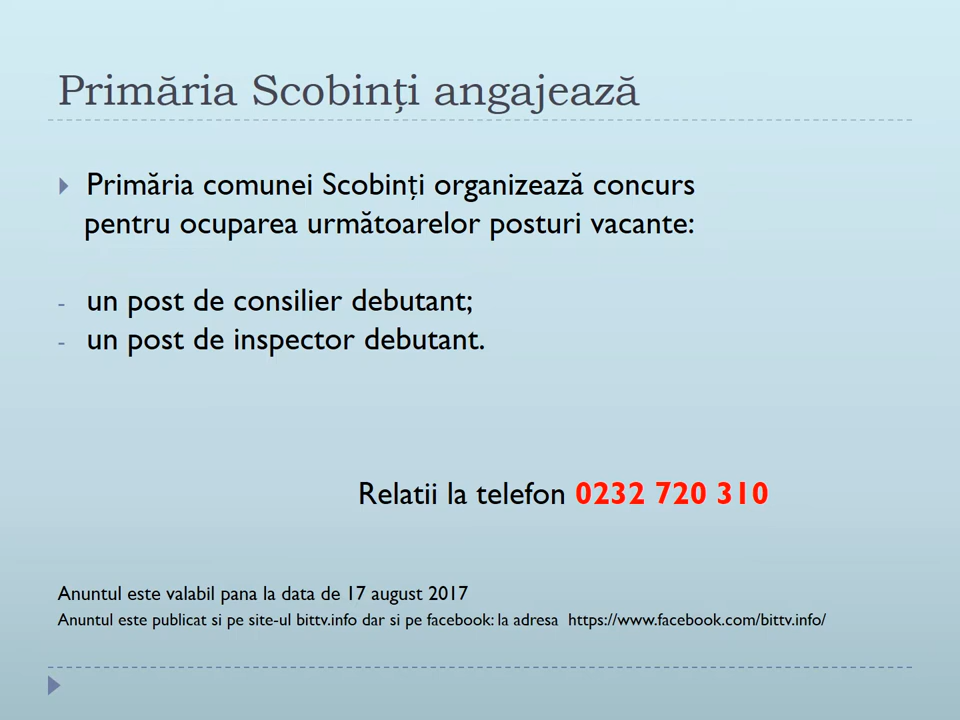 Primăria Scobinți angajează
Primăria comunei Scobinți organizează concurs
pentru ocuparea următoarelor posturi vacante:
- un post de consilier debutant;
- un post de inspector debutant.
Relatii la telefon 0232 720 310
Anuntul este valabil pana la data de 17 august 2017
Anuntul este publicat si pe site-ul bittv.info dar si pe facebook: la adresa https://www.facebook.com/bittv.info/